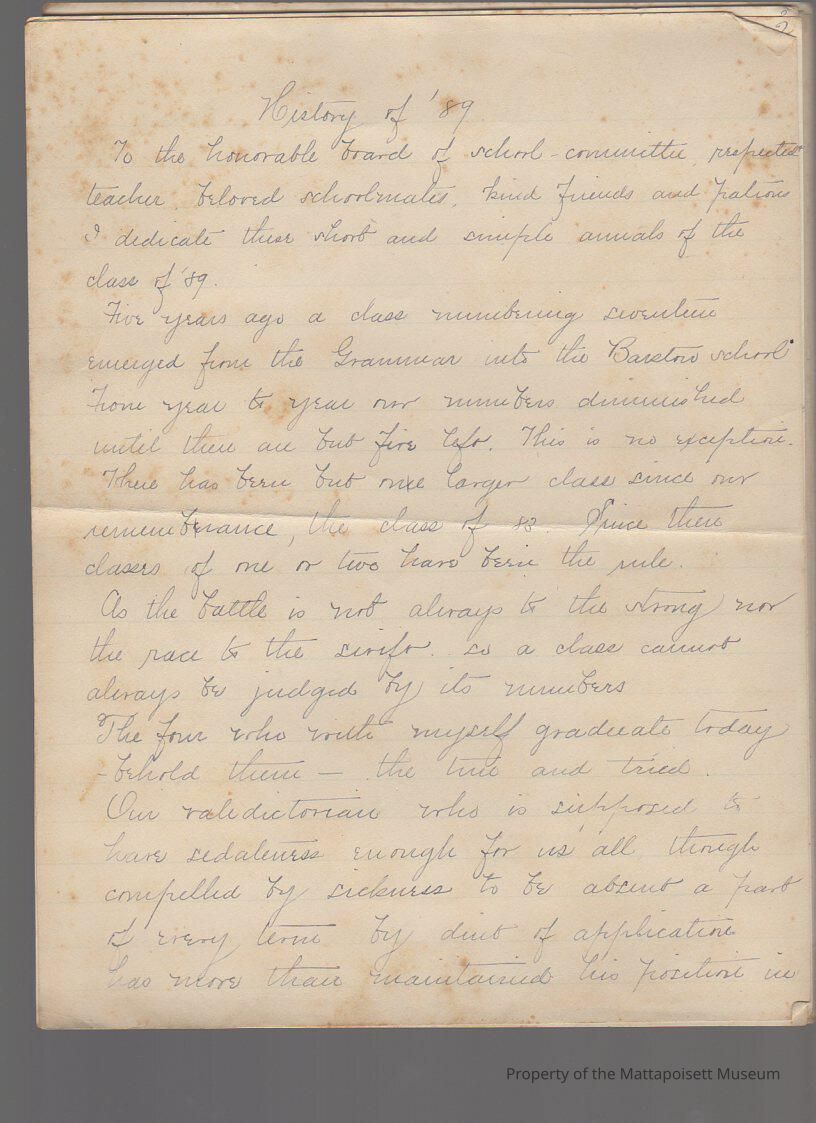 2
History of '89
To the honorable board of school-committee, respected
teacher, beloved schoolmates, kind friends and patrons
I dedicate these short and simple annals of the
class of '89.
Five years ago a class numbering seventeen
emerged from the Grammar into the Barstow school
From year to year our numbers diminished
until there are but five left. This is no exception.
There has been but one larger class since our
rememberance, the class of 83. Since then
classes of one or two have been the rule.
As the battle is not always to the strong nor
the race to the swift, so a class cannot
always be judged by its numbers
The four who with myself graduate today
- behold them — the true and tried.
Our valedictorian who is supposed to
have sedateness enough for us all though
compelled by sickness to be absent a part
of every term by dint of application
has more than maintained his position in
Property of the Mattapoisett Museum